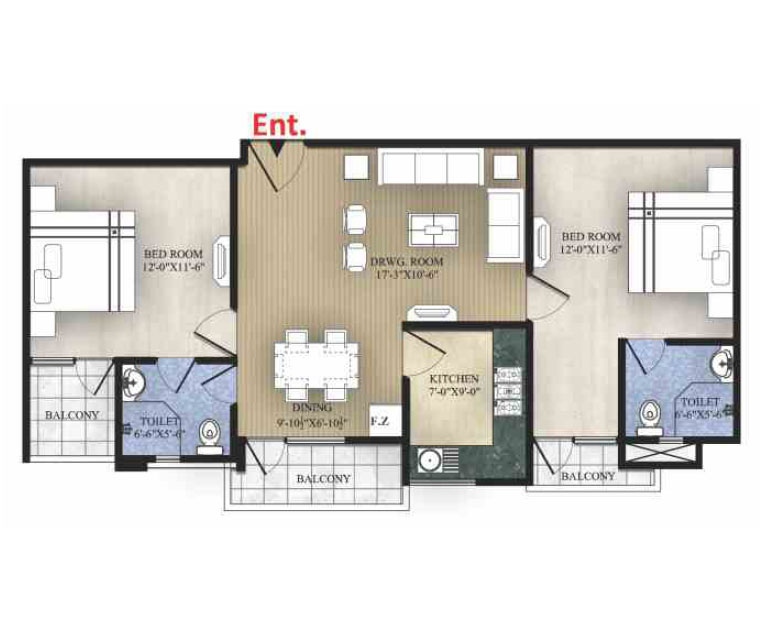 Ent.
BED ROOM
12'-0"X11'-6"
DRWG. ROOM
17'-3"X10'-6"
BED ROOM
12'-0"X11'-6"
BALCONY
TOILET
6'-6"X5'-6"
DINING
9'-10½"X6'-10½"
F.Z
KITCHEN
7'-0"X9'-0"
TOILET
6'-6"X5'-6"
BALCONY
BALCONY